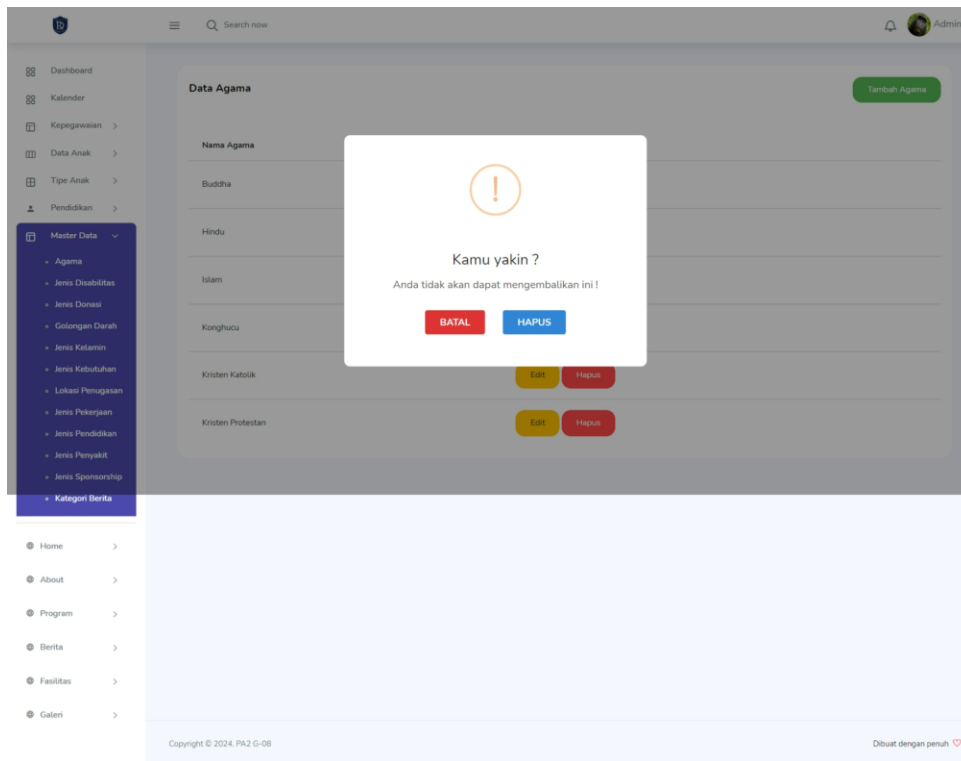 Search now
Admin
Dashboard
Kalender
Kepegawaian
Data Anak
Tipe Anak
Pendidikan
Master Data
Agama
Jenis Disabilitas
Jenis Donasi
Golongan Darah
Jenis Kelamin
Jenis Kebutuhan
Lokasi Penugasan
Jenis Pekerjaan
Jenis Pendidikan
Jenis Penyakit
Jenis Sponsorship
Kategori Berita
Home
About
Program
Berita
Fasilitas
Galeri
Data Agama
Tambah Agama
Nama Agama
Buddha
Hindu
Islam
Konghucu
Kristen Katolik Edit Hapus
Kristen Protestan Edit Hapus
!
Kamu yakin ?
Anda tidak akan dapat mengembalikan ini !
BATAL HAPUS
Copyright © 2024. PA2 G-08
Dibuat dengan penuh ♡